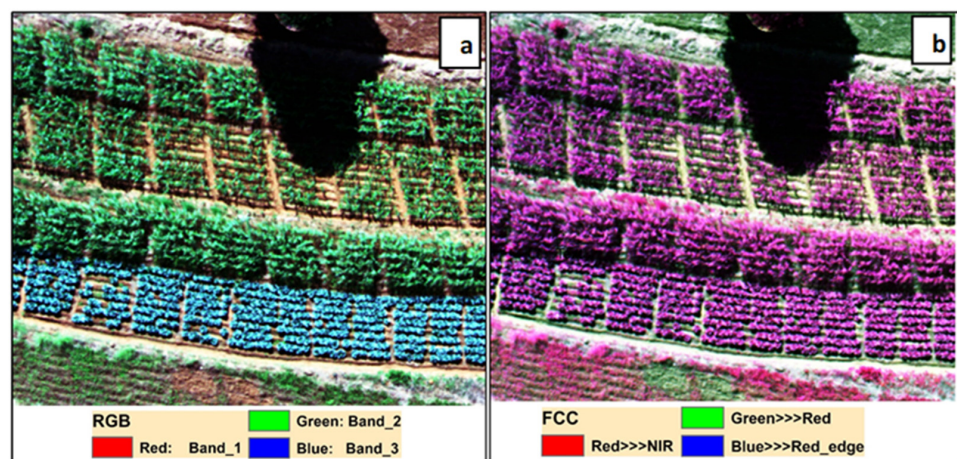 a
b
RGB
Green: Band_2
Red: Band_1
Blue: Band_3
FCC
Green>>>Red
Red>>>NIR
Blue>>>Red_edge